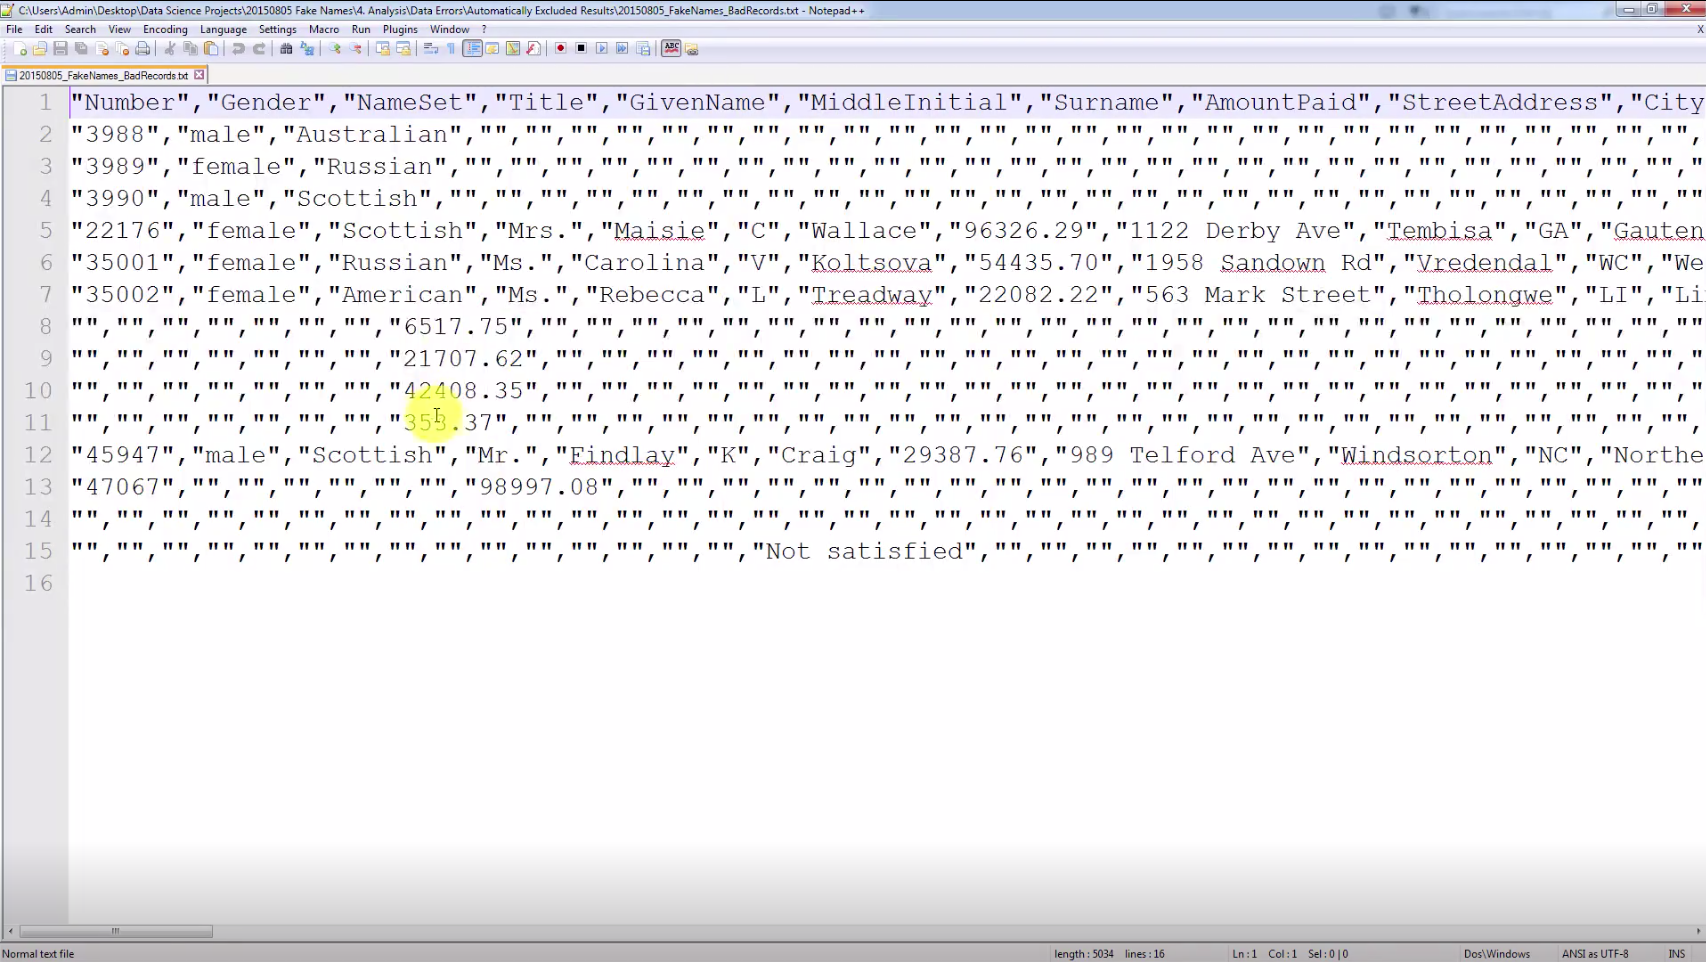 C:\Users\Admin\Desktop\Data Science Projects\20150805 Fake Names\4. Analysis\Data Errors\Automatically Excluded Results\20150805_FakeNames_BadRecords.txt - Notepad++
File Edit Search View Encoding Language Settings Macro Run Plugins Window ? X
ABC
20150805_FakeNames_BadRecords.txt
1 "Number","Gender","NameSet","Title","GivenName","MiddleInitial","Surname","AmountPaid","StreetAddress","City
2 "3988","male","Australian","","","","","","","","","","","","","","","","","","","","","","","","","","","",""
3 "3989","female","Russian","","","","","","","","","","","","","","","","","","","","","","","","","","","",""
4 "3990","male","Scottish","","","","","","","","","","","","","","","","","","","","","","","","","","","",""
5 "22176","female","Scottish","Mrs.","Maisie","C","Wallace","96326.29","1122 Derby Ave","Tembisa","GA","Gauten
6 "35001","female","Russian","Ms.","Carolina","V","Koltsova","54435.70","1958 Sandown Rd","Vredendal","WC","We
7 "35002","female","American","Ms.","Rebecca","L","Treadway","22082.22","563 Mark Street","Tholongwe","LI","Li
8 "","","","","","","","6517.75","","","","","","","","","","","","","","","","","","","","","","","","","",""
9 "","","","","","","","21707.62","","","","","","","","","","","","","","","","","","","","","","","","",""
10 "","","","","","","","42408.35","","","","","","","","","","","","","","","","","","","","","","","","",""
11 "","","","","","","","353.37","","","","","","","","","","","","","","","","","","","","","","","","","",""
12 "45947","male","Scottish","Mr.","Findlay","K","Craig","29387.76","989 Telford Ave","Windsorton","NC","Northe
13 "47067","","","","","","","98997.08","","","","","","","","","","","","","","","","","","","","","","",""
14 "","","","","","","","","","","","","","","","","","","","","","","","","","","","","","","","","","","",""
15 "","","","","","","","","","","","","","","","Not satisfied","","","","","","","","","","","","","","","",""
16
Normal text file length : 5034 lines : 16 Ln : 1 Col : 1 Sel : 0 | 0 Dos\Windows ANSI as UTF-8 INS